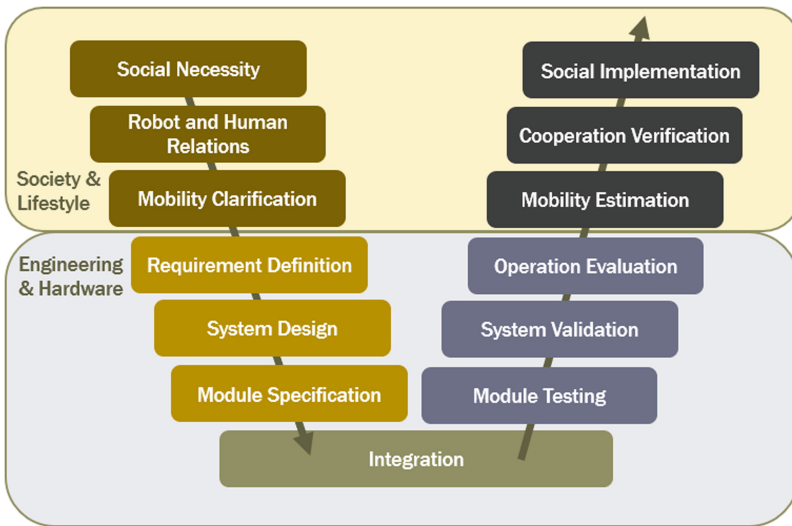 Social Necessity
Social Implementation
Robot and Human
Relations
Cooperation Verification
Society &
Lifestyle
Mobility Clarification
Mobility Estimation
Engineering
& Hardware
Requirement Definition
Operation Evaluation
System Design
System Validation
Module Specification
Module Testing
Integration